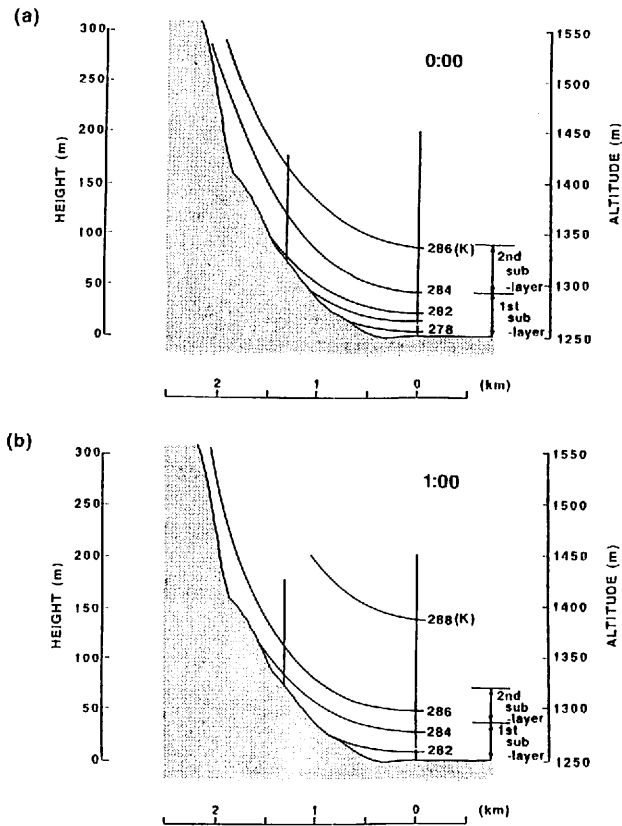 (a)
0:00
HEIGHT (m)
300
250
200
150
100
50
0
ALTITUDE (m)
1550
1500
1450
1400
1350
1300
1250
286(K)
284
282
278
2nd
sub
-layer
1st
sub
-layer
2 1 0 (km)
(b)
1:00
HEIGHT (m)
300
250
200
150
100
50
0
ALTITUDE (m)
1550
1500
1450
1400
1350
1300
1250
288(K)
286
284
282
2nd
sub
-layer
1st
sub
-layer
2 1 0 (km)